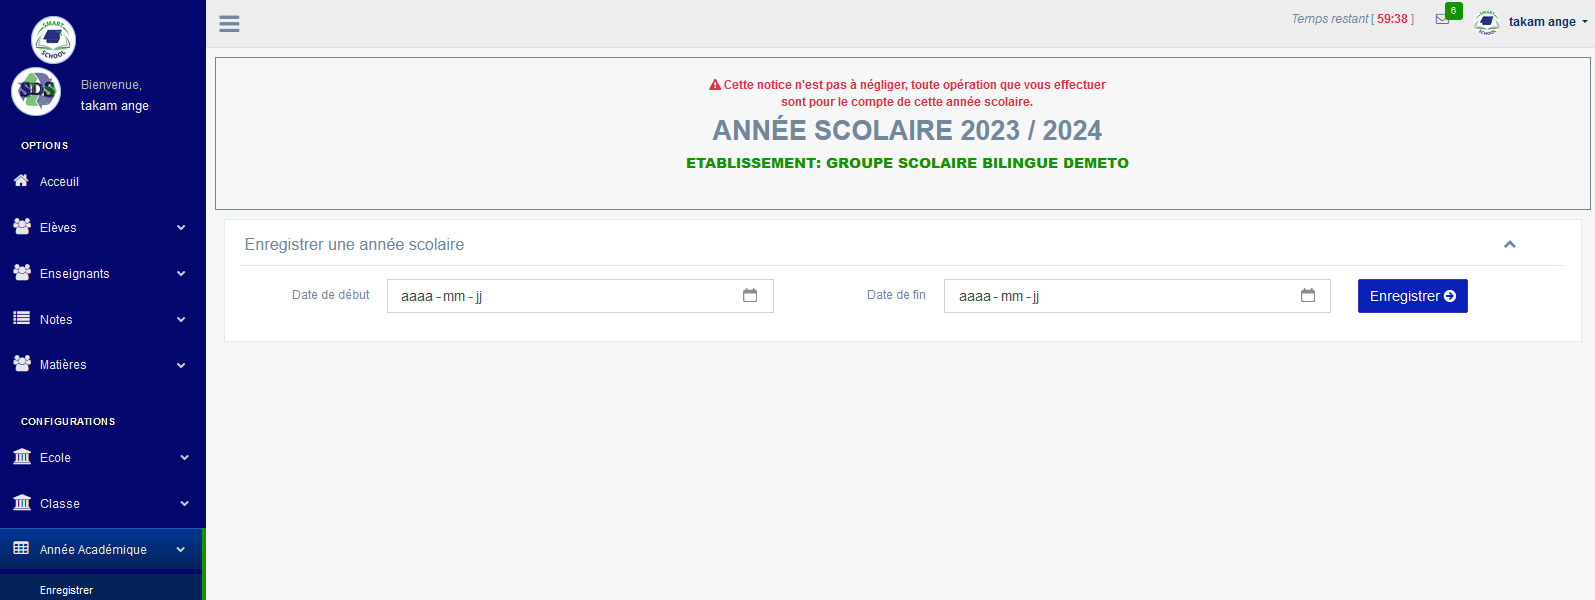 SMART
SCHOOL
SDS
Bienvenue,
takam ange
OPTIONS
Acceuil
Elèves
Enseignants
Notes
Matières
CONFIGURATIONS
Ecole
Classe
Année Académique
Enregistrer
Temps restant [ 59:38 ]
6
SMART
SCHOOL
takam ange
Cette notice n'est pas à négliger, toute opération que vous effectuer
sont pour le compte de cette année scolaire.
ANNÉE SCOLAIRE 2023 / 2024
ETABLISSEMENT: GROUPE SCOLAIRE BILINGUE DEMETO
Enregistrer une année scolaire
Date de début aaaa-mm-jj Date de fin aaaa-mm-jj Enregistrer